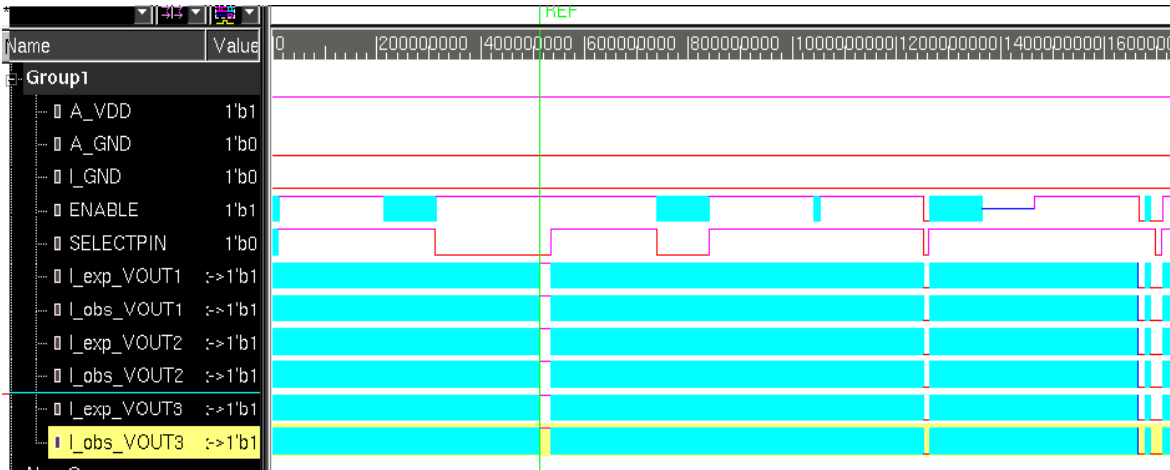 REF
Name Value 0 200000000 400000000 600000000 800000000 1000000000 1200000000 1400000000 160000
Group1
A_VDD 1'b1
A_GND 1'b0
I_GND 1'b0
ENABLE 1'b1
SELECTPIN 1'b0
I_exp_VOUT1 :->1'b1
I_obs_VOUT1 :->1'b1
I_exp_VOUT2 :->1'b1
I_obs_VOUT2 :->1'b1
I_exp_VOUT3 :->1'b1
I_obs_VOUT3 :->1'b1